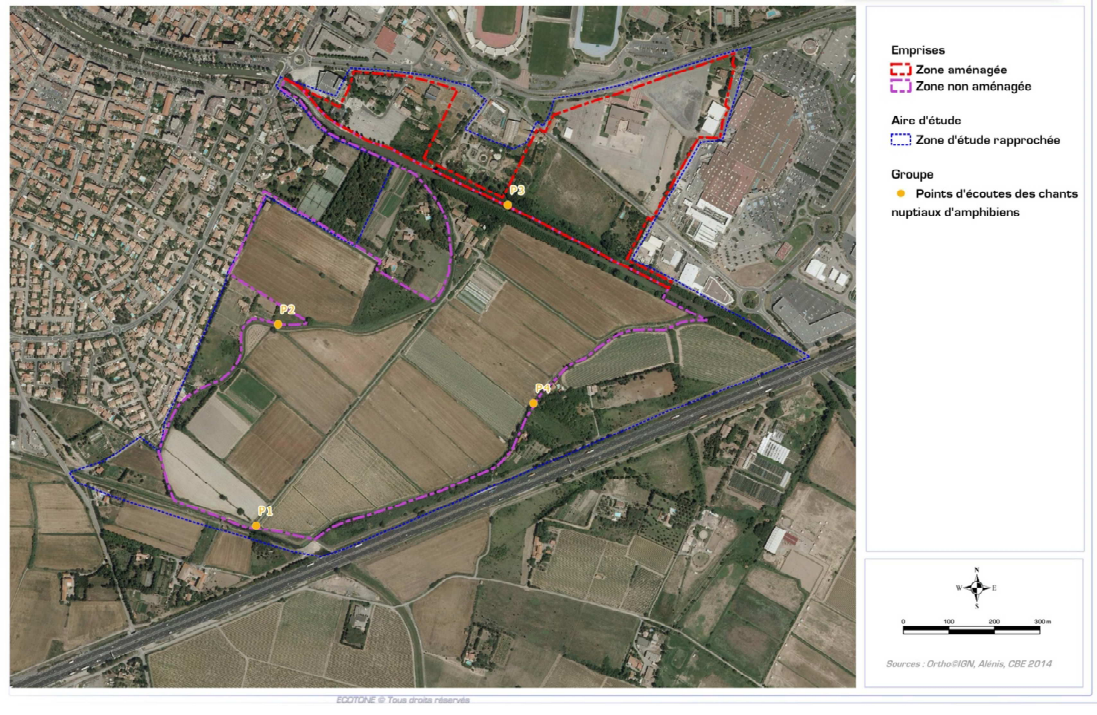 Emprises
Zone aménagée
Zone non aménagée
Aire d'étude
Zone d'étude rapprochée
Groupe
Points d'écoutes des chants
nuptiaux d'amphibiens
P3
P2
P4
P1
N
W E
S
0 100 200 300 m
Sources : Ortho©IGN, Alénis, CBE 2014
ECOTONE © Tous droits réservés